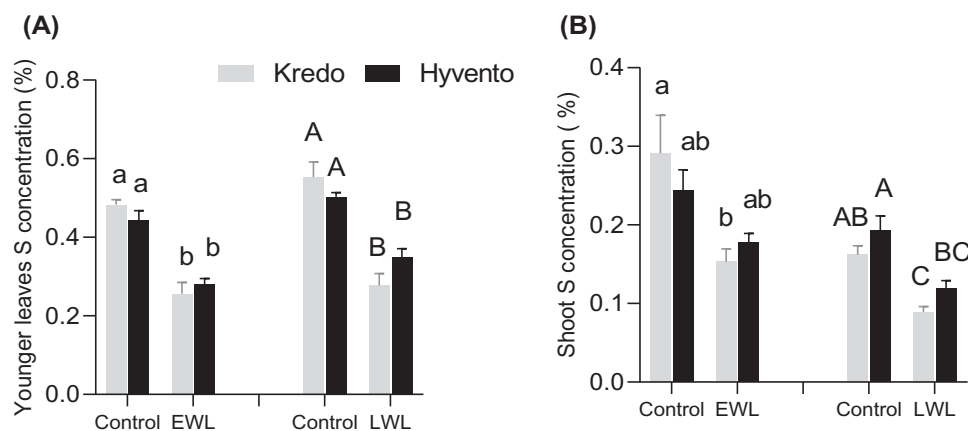 (A)
Kredo Hyvento
Younger leaves S concentration (%)
0.8
0.6
0.4
0.2
0.0
a a
b b
A A
B B
Control EWL Control LWL
(B)
Shoot S concentration ( %)
0.4
0.3
0.2
0.1
0.0
a ab
b ab
AB A
C BC
Control EWL Control LWL